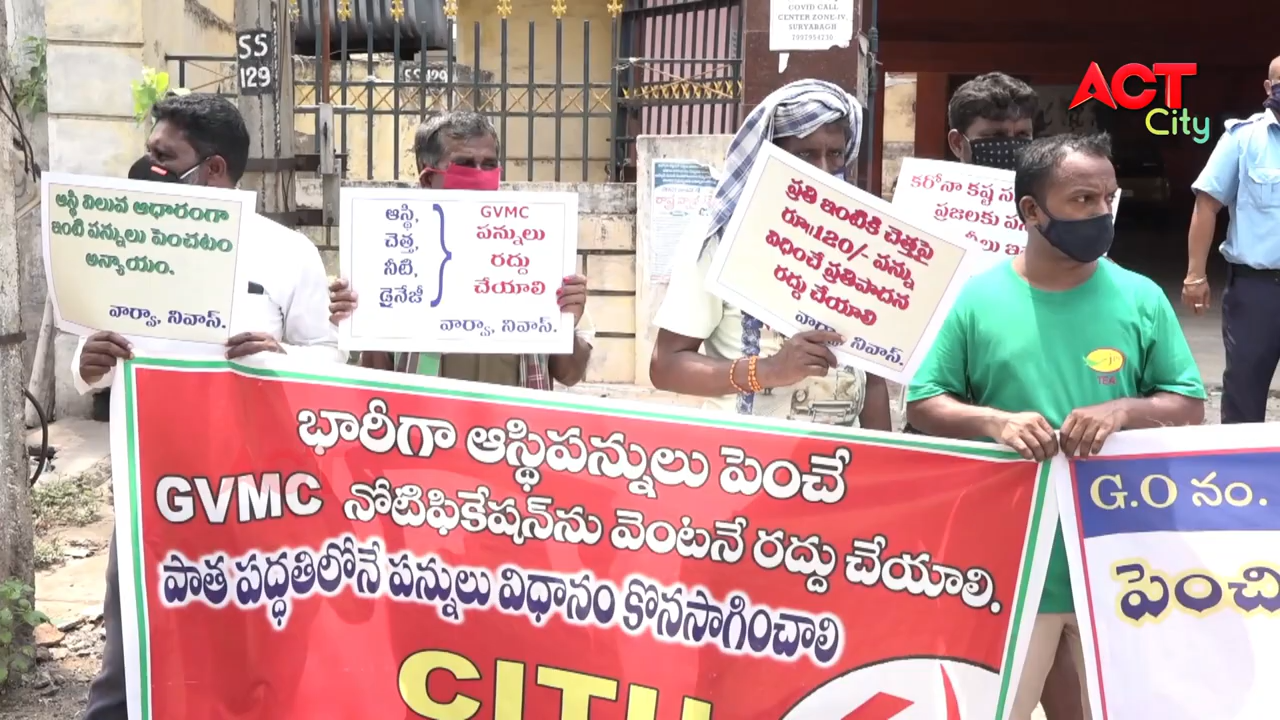 COVID CALL
CENTER ZONE-IV,
SURYABAGH
7997954230
SS
129
ACT
City
ఆస్థి విలువ ఆధారంగా
ఇంటి పన్నులు పెంచటం
అన్యాయం.
వార్వా, నివాస్.
ఆస్థి,
చెత్త,
నీటి,
డ్రైనేజీ
GVMC
పన్నులు
రద్దు
చేయాలి
వార్వా, నివాస్.
ప్రతి ఇంటికి చెత్తపై
రూ॥120/- పన్ను
విధించే ప్రతిపాదన
రద్దు చేయాలి
వార్వా, నివాస్.
కరోనా కష్ట
ప్రజలకు
భారీగా ఆస్థిపన్నులు పెంచే
GVMC నోటిఫికేషన్‌ను వెంటనే రద్దు చేయాలి.
పాత పద్ధతిలోనే పన్నులు విధానం కొనసాగించాలి
CITU
G.O నం.
పెంచి
TEA